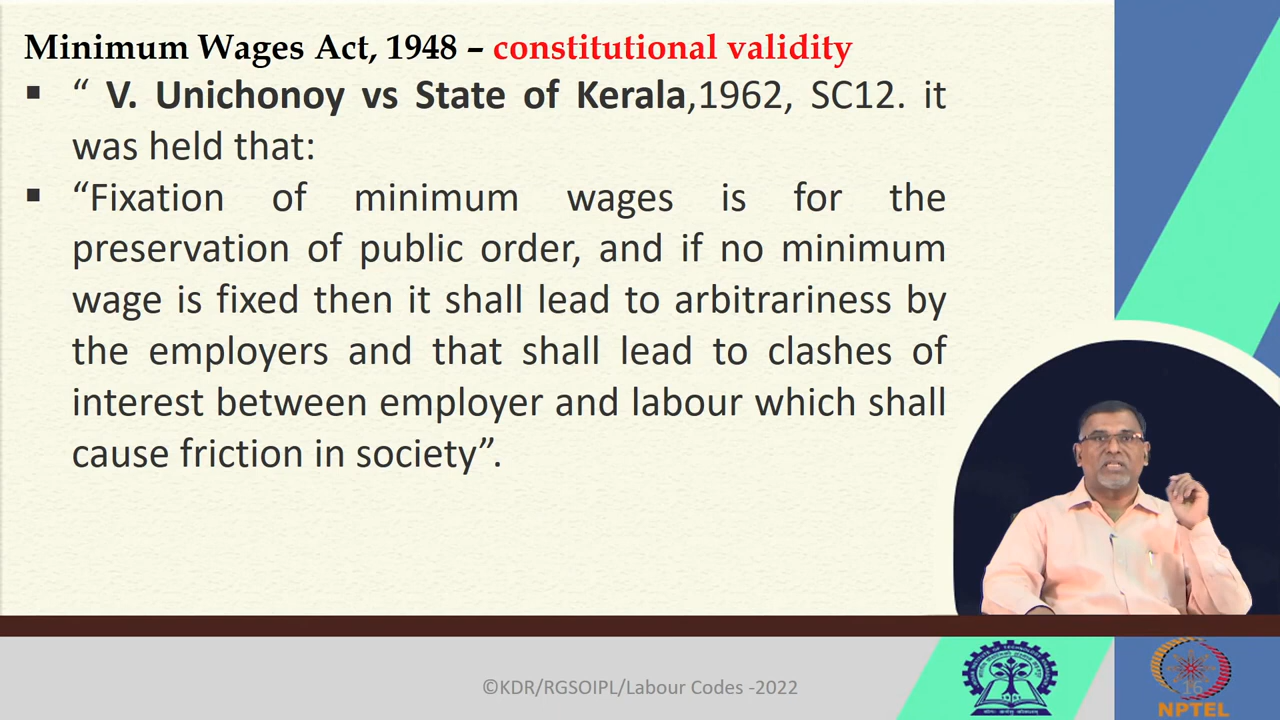 Minimum Wages Act, 1948 – constitutional validity
▪ “ V. Unichonoy vs State of Kerala,1962, SC12. it
was held that:
▪ “Fixation of minimum wages is for the
preservation of public order, and if no minimum
wage is fixed then it shall lead to arbitrariness by
the employers and that shall lead to clashes of
interest between employer and labour which shall
cause friction in society”.
©KDR/RGSOIPL/Labour Codes -2022
16
NPTEL